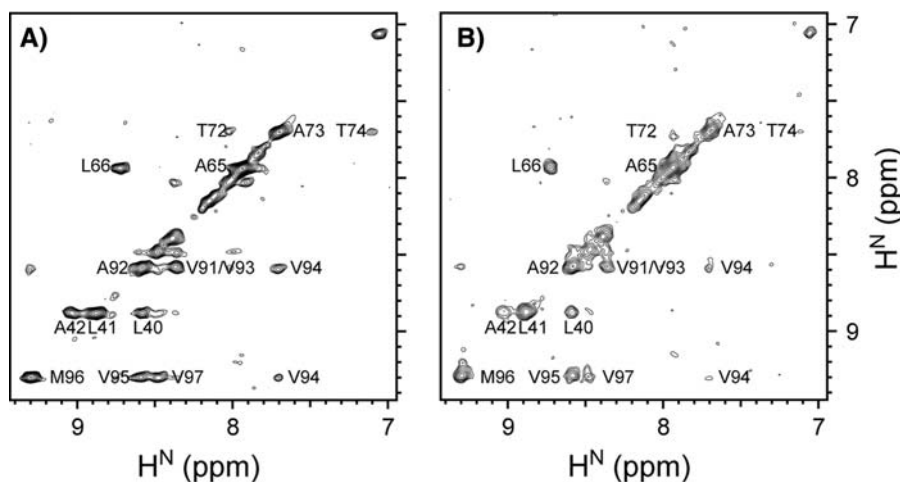 A)
T72 A73 T74
L66 A65
A92 V91/V93 V94
A42 L41 L40
M96 V95 V97 V94
9 8 7
H^N (ppm)
B)
T72 A73 T74
L66 A65
A92 V91/V93 V94
A42 L41 L40
M96 V95 V97 V94
9 8 7
H^N (ppm)
7
8
9
H^N (ppm)